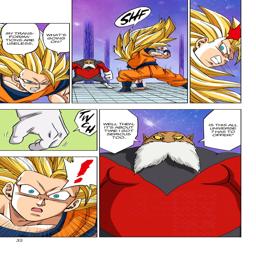 MY TRANS-
FORMA-
TIONS ARE
USELESS.
WHAT'S
GOING
ON?
SHF
WELL THEN,
IT'S ABOUT
TIME I GOT
SERIOUS
TOO.
IS THIS ALL
UNIVERSE
7 HAS TO
OFFER?
33